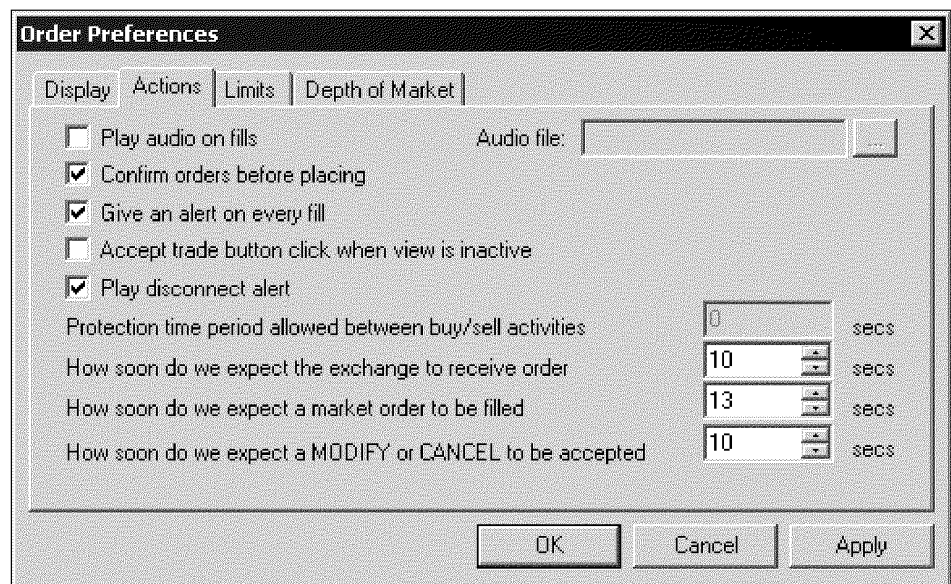 Order Preferences
Display Actions Limits Depth of Market
Play audio on fills Audio file: ...
Confirm orders before placing
Give an alert on every fill
Accept trade button click when view is inactive
Play disconnect alert
Protection time period allowed between buy/sell activities 0 secs
How soon do we expect the exchange to receive order 10 secs
How soon do we expect a market order to be filled 13 secs
How soon do we expect a MODIFY or CANCEL to be accepted 10 secs
OK Cancel Apply